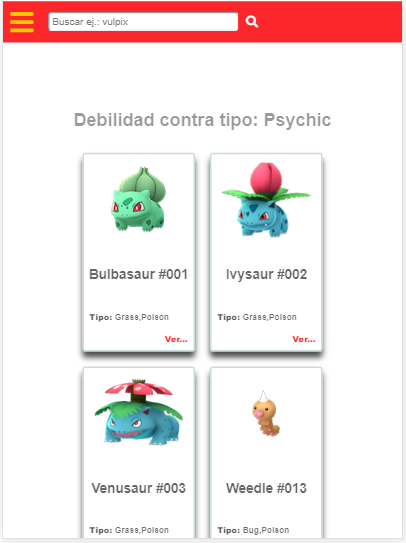 Buscar ej.: vulpix
Debilidad contra tipo: Psychic
Bulbasaur #001
Tipo: Grass,Poison
Ver...
Ivysaur #002
Tipo: Grass,Poison
Ver...
Venusaur #003
Tipo: Grass,Poison
Weedle #013
Tipo: Bug,Poison